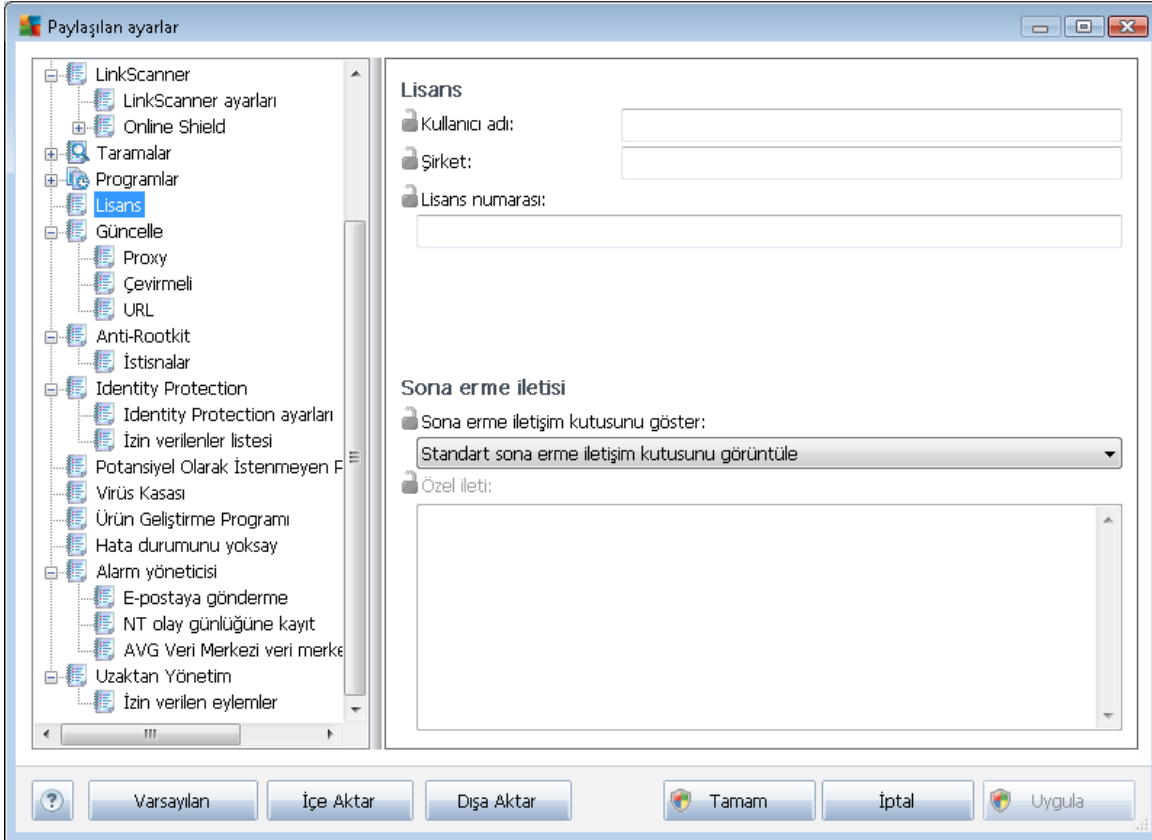 Paylaşılan ayarlar
LinkScanner
LinkScanner ayarları
Online Shield
Taramalar
Programlar
Lisans
Güncelle
Proxy
Çevirmeli
URL
Anti-Rootkit
İstisnalar
Identity Protection
Identity Protection ayarları
İzin verilenler listesi
Potansiyel Olarak İstenmeyen P
Virüs Kasası
Ürün Geliştirme Programı
Hata durumunu yoksay
Alarm yöneticisi
E-postaya gönderme
NT olay günlüğüne kayıt
AVG Veri Merkezi veri merke
Uzaktan Yönetim
İzin verilen eylemler
Lisans
Kullanıcı adı:
Şirket:
Lisans numarası:
Sona erme iletisi
Sona erme iletişim kutusunu göster:
Standart sona erme iletişim kutusunu görüntüle
Özel ileti:
? Varsayılan İçe Aktar Dışa Aktar Tamam İptal Uygula